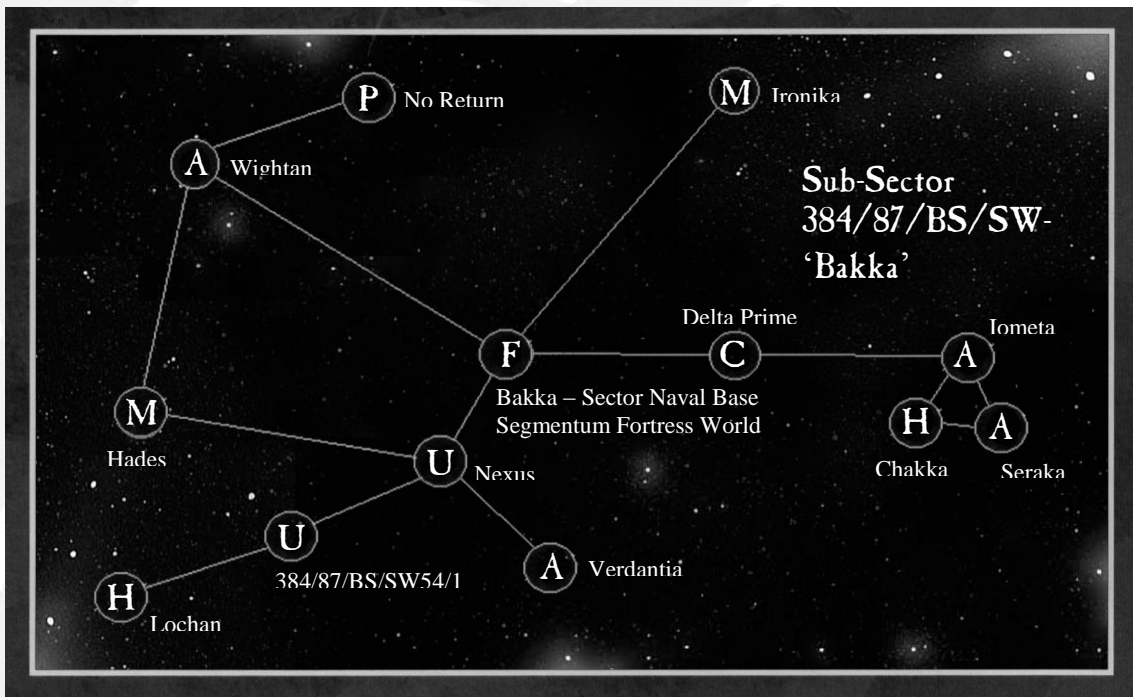 P No Return
M Ironika
A Wightan
Sub-Sector
384/87/BS/SW-
‘Bakka’
Delta Prime
Iometa
F
C
A
Bakka – Sector Naval Base
Segmentum Fortress World
M
Hades
H
A
Chakka
Seraka
U Nexus
U
384/87/BS/SW54/1
A Verdantia
H
Lochan